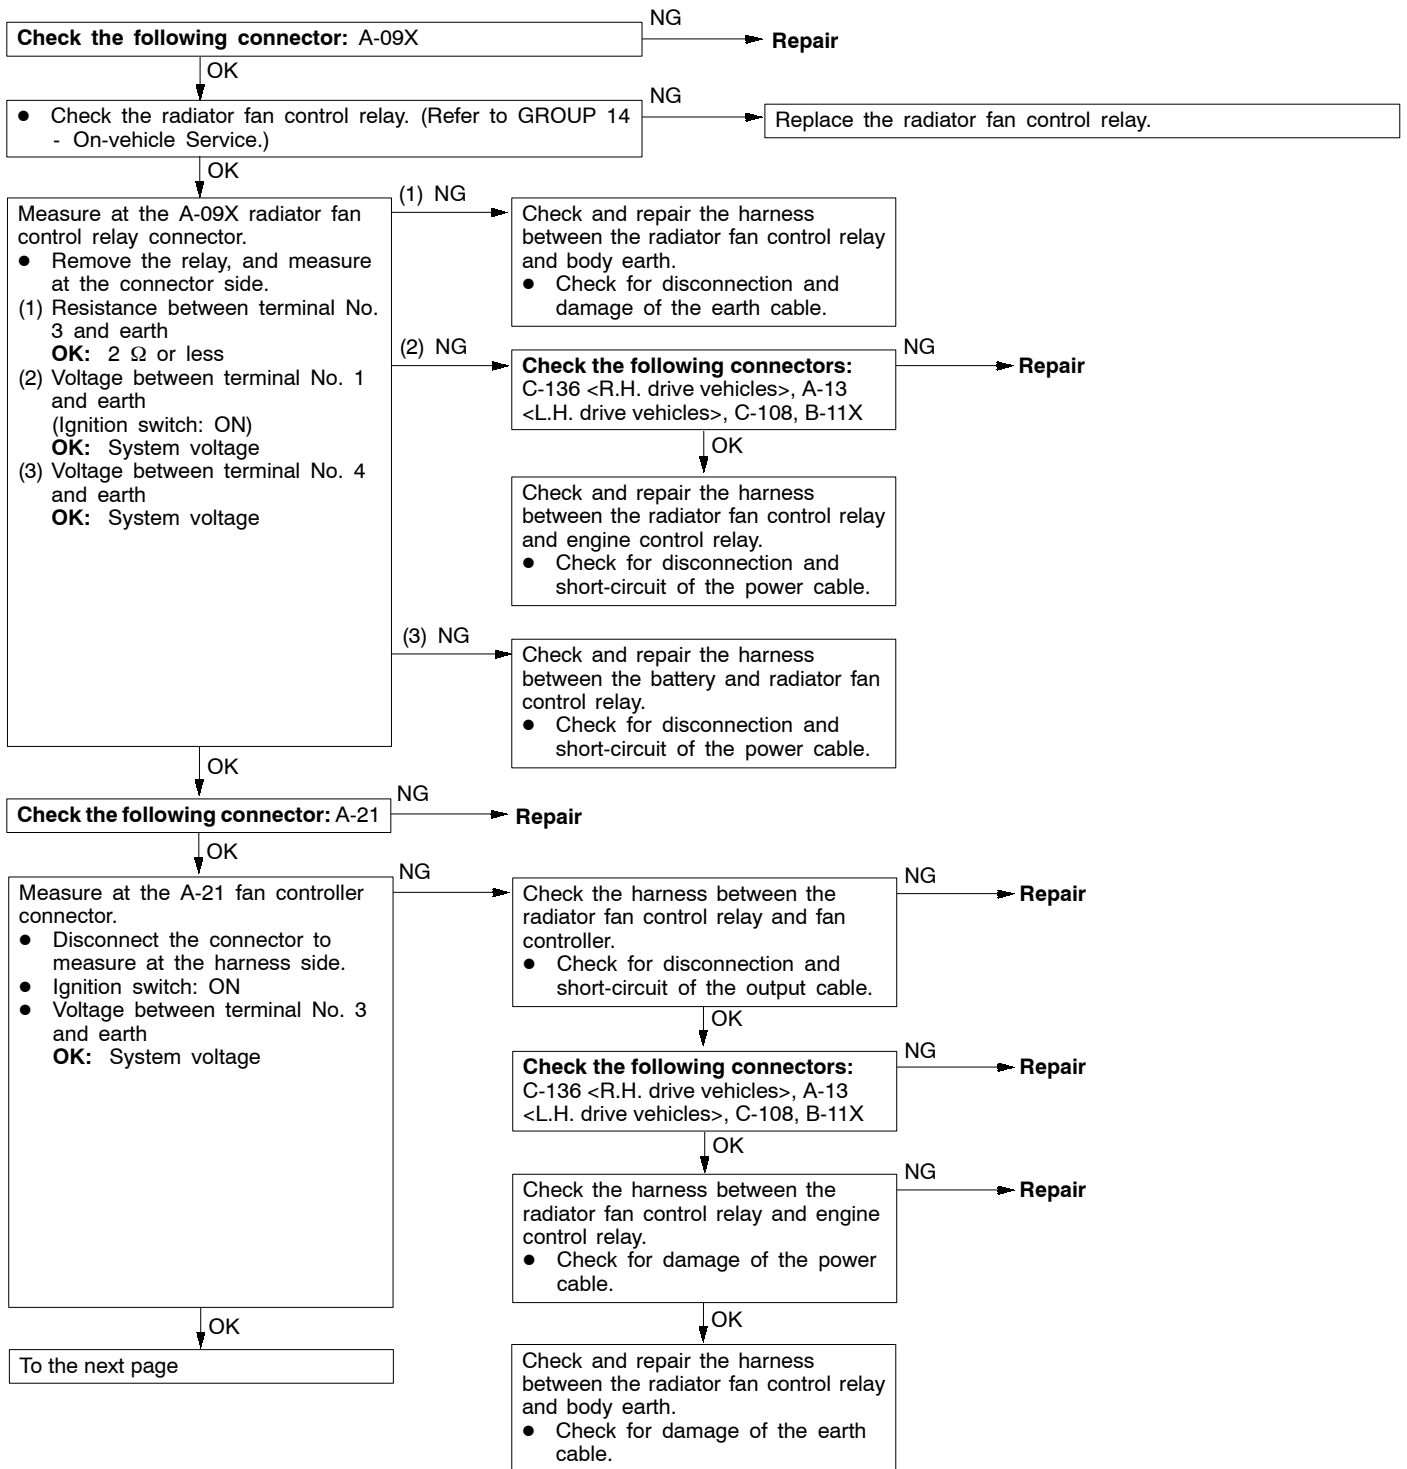 Check the following connector: A-09X
NG
Repair
OK
● Check the radiator fan control relay. (Refer to GROUP 14
- On-vehicle Service.)
NG
Replace the radiator fan control relay.
OK
Measure at the A-09X radiator fan
control relay connector.
● Remove the relay, and measure
at the connector side.
(1) Resistance between terminal No.
3 and earth
OK: 2 Ω or less
(2) Voltage between terminal No. 1
and earth
(Ignition switch: ON)
OK: System voltage
(3) Voltage between terminal No. 4
and earth
OK: System voltage
(1) NG
Check and repair the harness
between the radiator fan control relay
and body earth.
● Check for disconnection and
damage of the earth cable.
(2) NG
Check the following connectors:
C-136 <R.H. drive vehicles>, A-13
<L.H. drive vehicles>, C-108, B-11X
NG
Repair
OK
Check and repair the harness
between the radiator fan control relay
and engine control relay.
● Check for disconnection and
short-circuit of the power cable.
(3) NG
Check and repair the harness
between the battery and radiator fan
control relay.
● Check for disconnection and
short-circuit of the power cable.
OK
Check the following connector: A-21
NG
Repair
OK
Measure at the A-21 fan controller
connector.
● Disconnect the connector to
measure at the harness side.
● Ignition switch: ON
● Voltage between terminal No. 3
and earth
OK: System voltage
NG
Check the harness between the
radiator fan control relay and fan
controller.
● Check for disconnection and
short-circuit of the output cable.
NG
Repair
OK
Check the following connectors:
C-136 <R.H. drive vehicles>, A-13
<L.H. drive vehicles>, C-108, B-11X
NG
Repair
OK
Check the harness between the
radiator fan control relay and engine
control relay.
● Check for damage of the power
cable.
NG
Repair
OK
Check and repair the harness
between the radiator fan control relay
and body earth.
● Check for damage of the earth
cable.
OK
To the next page